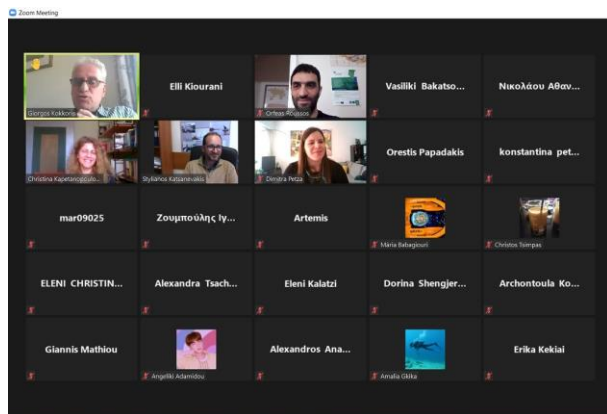 Zoom Meeting
Giorgos Kokkoris
Elli Kiourani
Orfeas Roussos
Vasiliki Bakatso...
Νικολάου Αθαν...
Christina Kapetanopoulo...
Stylianos Katsanevakis
Dimitra Petza
Orestis Papadakis
konstantina pet...
mar09025
Ζουμπούλης Ιγ...
Artemis
Maria Babagiouri
Christos Tsimpas
ELENI CHRISTIN...
Alexandra Tsach...
Eleni Kalatzi
Dorina Shengjer...
Archontoula Ko...
Giannis Mathiou
Angeliki Adamidou
Alexandros Ana...
Amalia Gkika
Erika Kekiai